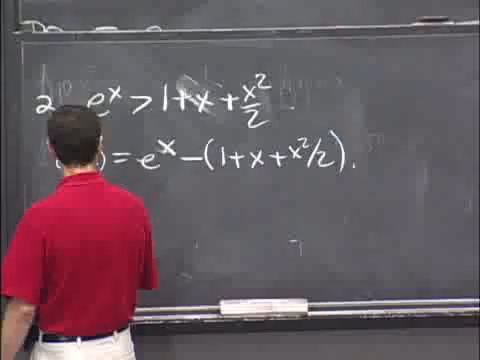 2 e^x > 1 + x + x²/2
) = e^x - (1 + x + x²/2).